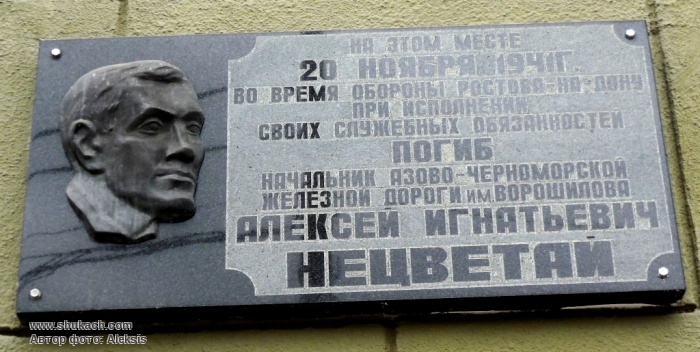 НА ЭТОМ МЕСТЕ
20 НОЯБРЯ 1941Г.
ВО ВРЕМЯ ОБОРОНЫ РОСТОВА-НА-ДОНУ
ПРИ ИСПОЛНЕНИИ
СВОИХ СЛУЖЕБНЫХ ОБЯЗАННОСТЕЙ
ПОГИБ
НАЧАЛЬНИК АЗОВО-ЧЕРНОМОРСКОЙ
ЖЕЛЕЗНОЙ ДОРОГИ ИМ. ВОРОШИЛОВА
АЛЕКСЕЙ ИГНАТЬЕВИЧ
НЕЦВЕТАЙ
www.shukach.com
Автор фото: Aleksis